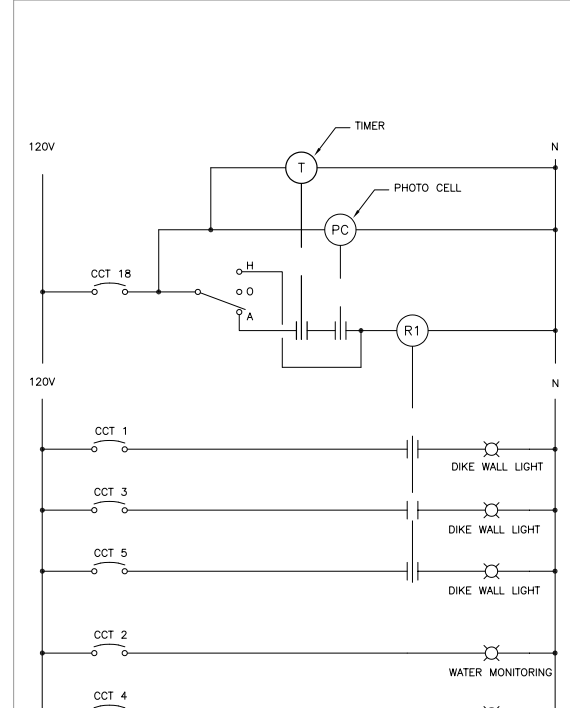 TIMER
120V
N
T
PHOTO CELL
PC
CCT 18
H
O
A
R1
120V
N
CCT 1
DIKE WALL LIGHT
CCT 3
DIKE WALL LIGHT
CCT 5
DIKE WALL LIGHT
CCT 2
WATER MONITORING
CCT 4